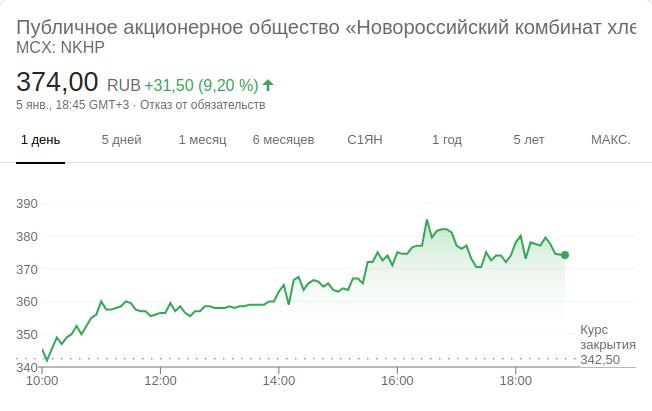 Публичное акционерное общество «Новороссийский комбинат хле
MCX: NKHP
374,00 RUB +31,50 (9,20 %)
5 янв., 18:45 GMT+3 · Отказ от обязательств
1 день 5 дней 1 месяц 6 месяцев С1ЯН 1 год 5 лет МАКС.
390
380
370
360
350
340
Курс
закрытия
342,50
10:00 12:00 14:00 16:00 18:00